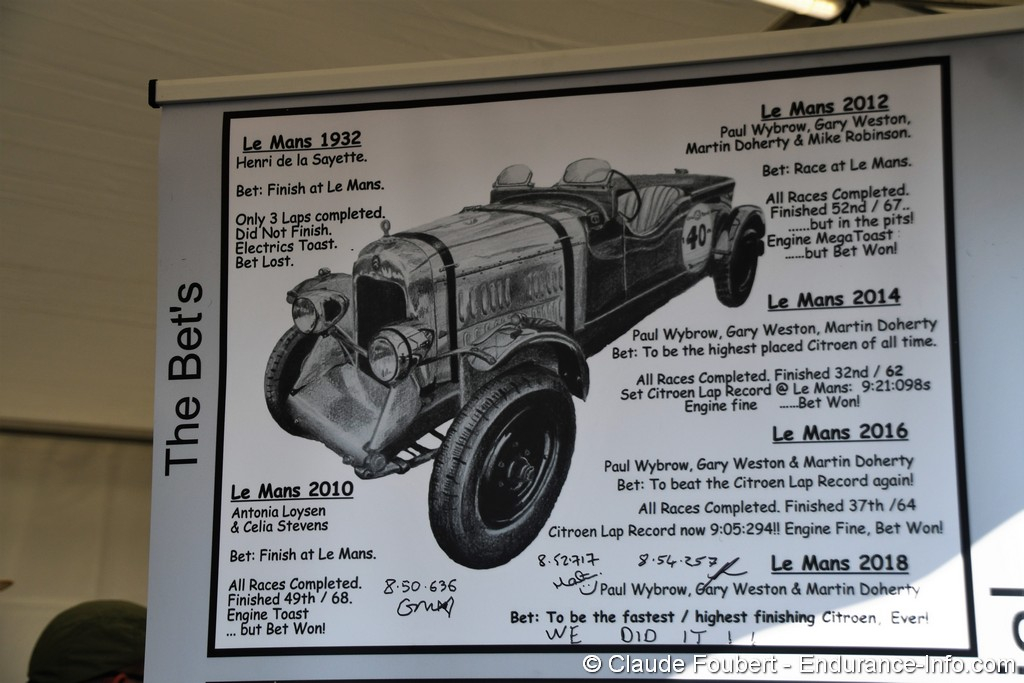 The Bet's
Le Mans 1932
Henri de la Sayette.
Bet: Finish at Le Mans.
Only 3 Laps completed.
Did Not Finish.
Electrics Toast.
Bet Lost.
Le Mans 2010
Antonia Loysen
& Celia Stevens
Bet: Finish at Le Mans.
All Races Completed.
Finished 49th / 68.
Engine Toast
... but Bet Won!
40
Le Mans 2012
Paul Wybrow, Gary Weston,
Martin Doherty & Mike Robinson.
Bet: Race at Le Mans.
All Races Completed.
Finished 52nd / 67..
......but in the pits!
Engine MegaToast :
......but Bet Won!
Le Mans 2014
Paul Wybrow, Gary Weston, Martin Doherty
Bet: To be the highest placed Citroen of all time.
All Races Completed. Finished 32nd / 62
Set Citroen Lap Record @ Le Mans: 9:21:098s
Engine fine ......Bet Won!
Le Mans 2016
Paul Wybrow, Gary Weston & Martin Doherty
Bet: To beat the Citroen Lap Record again!
All Races Completed. Finished 37th /64
Citroen Lap Record now 9:05:294!! Engine Fine, Bet Won!
8.50.636
8.52.717
8.54.257
Le Mans 2018
Paul Wybrow, Gary Weston & Martin Doherty
Bet: To be the fastest / highest finishing Citroen, Ever!
WE DID IT !!
© Claude Foubert - Endurance-Info.com